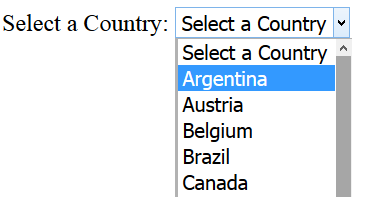 Select a Country: Select a Country
Select a Country
Argentina
Austria
Belgium
Brazil
Canada